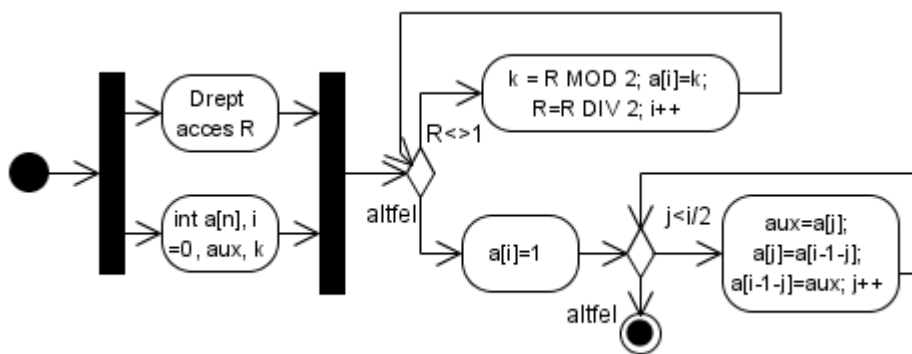 Drept
acces R
int a[n], i
=0, aux, k
R<>1
k = R MOD 2; a[i]=k;
R=R DIV 2; i++
altfel
a[i]=1
j<i/2
aux=a[j];
a[j]=a[i-1-j];
a[i-1-j]=aux; j++
altfel